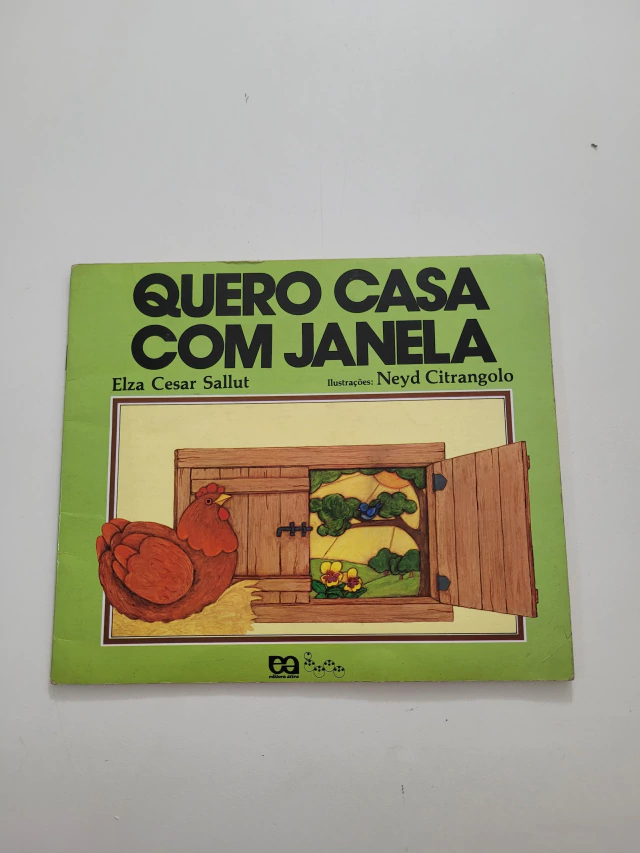 QUERO CASA
COM JANELA
Elza Cesar Sallut
Ilustrações: Neyd Citrangolo
ea
editora ática